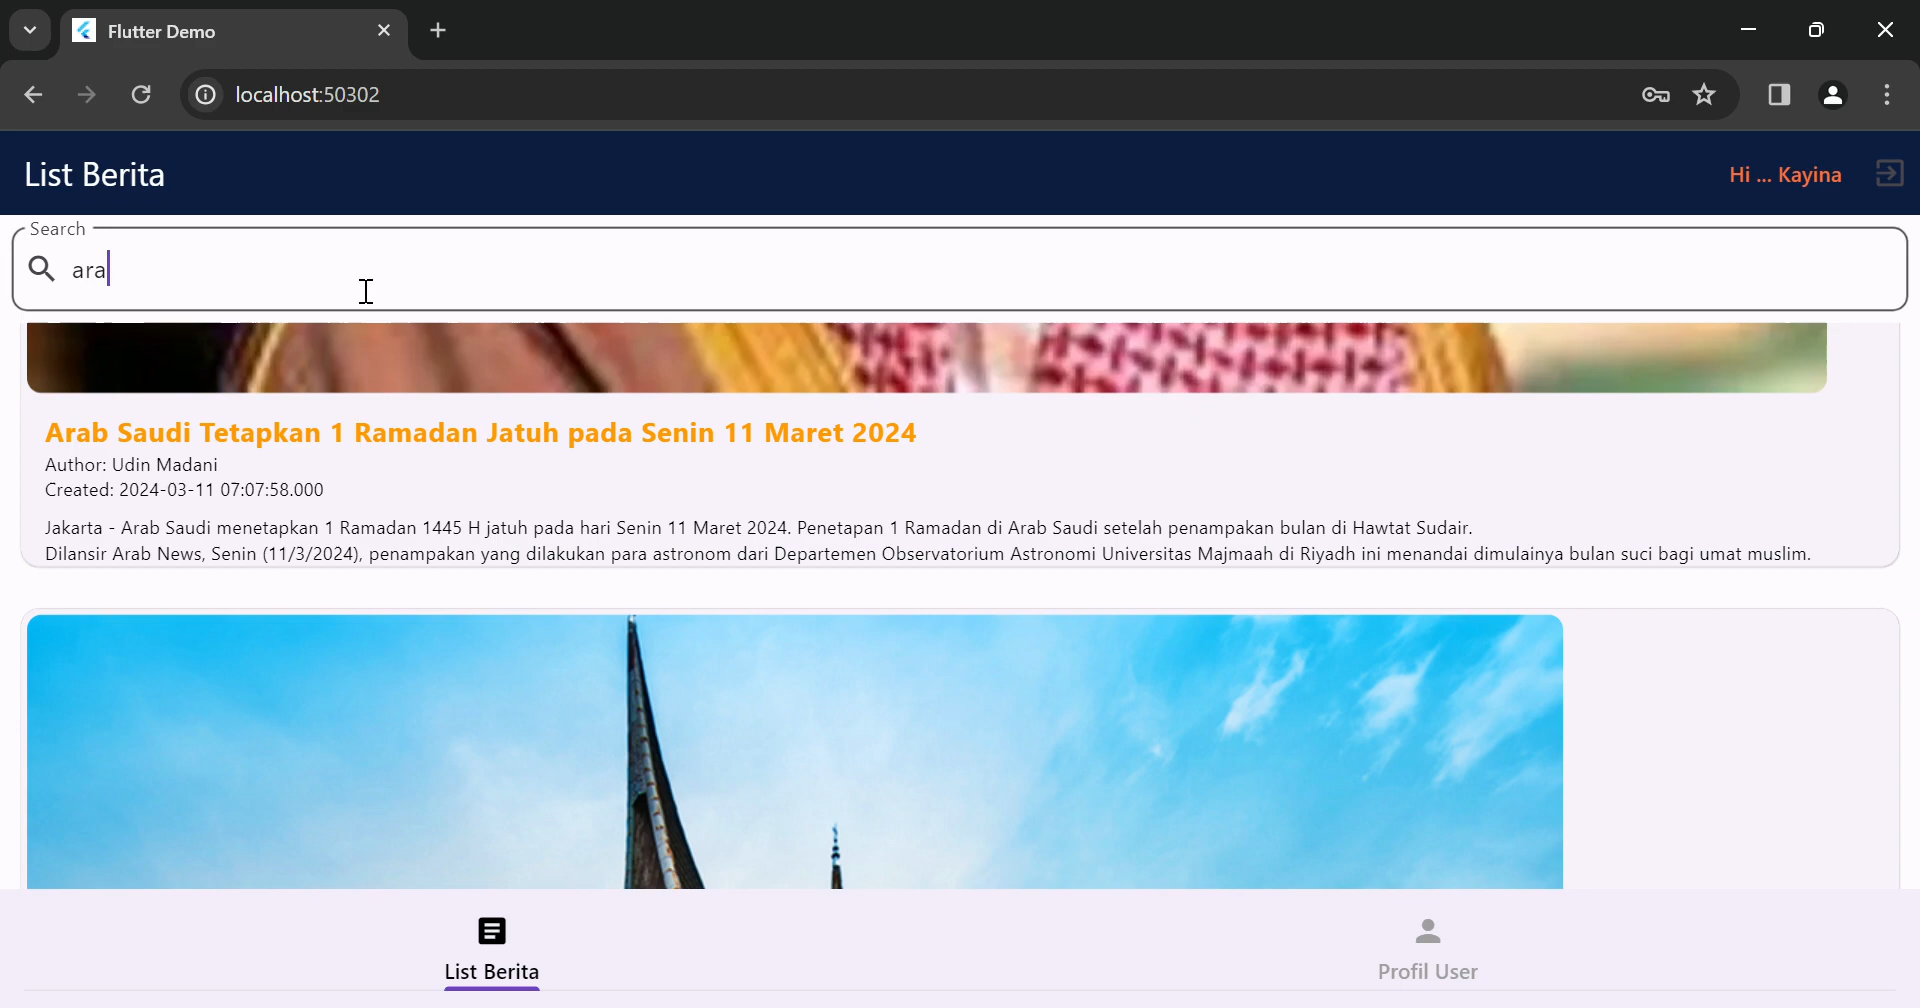 Flutter Demo
localhost:50302
List Berita
Hi ... Kayina
Search
ara
Arab Saudi Tetapkan 1 Ramadan Jatuh pada Senin 11 Maret 2024
Author: Udin Madani
Created: 2024-03-11 07:07:58.000
Jakarta - Arab Saudi menetapkan 1 Ramadan 1445 H jatuh pada hari Senin 11 Maret 2024. Penetapan 1 Ramadan di Arab Saudi setelah penampakan bulan di Hawtat Sudair.
Dilansir Arab News, Senin (11/3/2024), penampakan yang dilakukan para astronom dari Departemen Observatorium Astronomi Universitas Majmaah di Riyadh ini menandai dimulainya bulan suci bagi umat muslim.
List Berita
Profil User